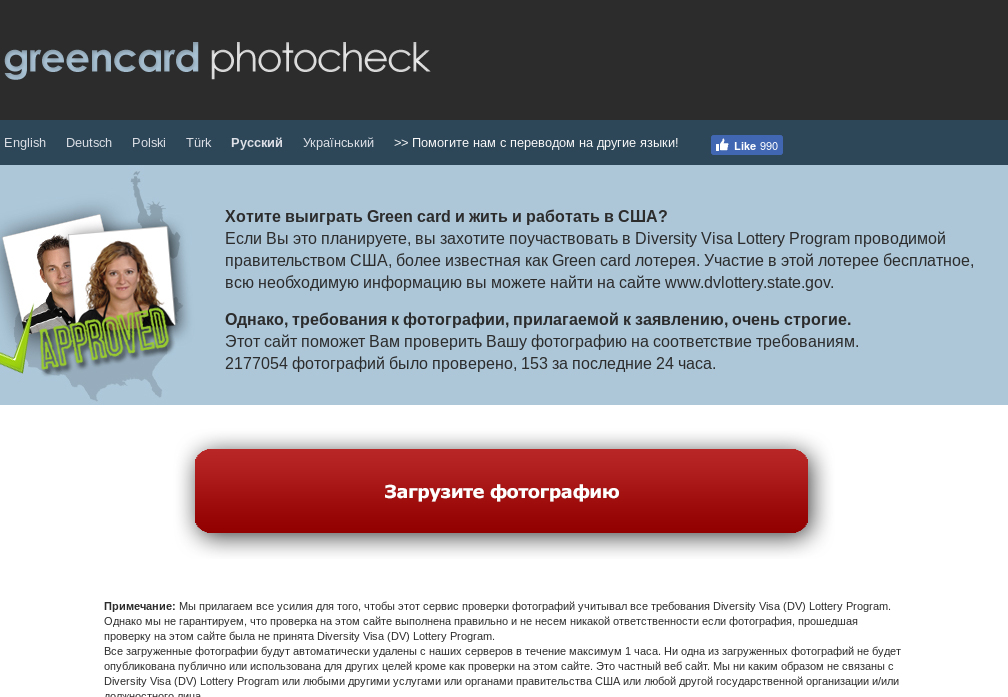 greencard photocheck
English Deutsch Polski Türk Русский Український >> Помогите нам с переводом на другие языки! Like 990
Хотите выиграть Green card и жить и работать в США?
Если Вы это планируете, вы захотите поучаствовать в Diversity Visa Lottery Program проводимой
правительством США, более известная как Green card лотерея. Участие в этой лотерее бесплатное,
всю необходимую информацию вы можете найти на сайте www.dvlottery.state.gov.
APPROVED
Однако, требования к фотографии, прилагаемой к заявлению, очень строгие.
Этот сайт поможет Вам проверить Вашу фотографию на соответствие требованиям.
2177054 фотографий было проверено, 153 за последние 24 часа.
Загрузите фотографию
Примечание: Мы прилагаем все усилия для того, чтобы этот сервис проверки фотографий учитывал все требования Diversity Visa (DV) Lottery Program.
Однако мы не гарантируем, что проверка на этом сайте выполнена правильно и не несем никакой ответственности если фотография, прошедшая
проверку на этом сайте была не принята Diversity Visa (DV) Lottery Program.
Все загруженные фотографии будут автоматически удалены с наших серверов в течение максимум 1 часа. Ни одна из загруженных фотографий не будет
опубликована публично или использована для других целей кроме как проверки на этом сайте. Это частный веб сайт. Мы ни каким образом не связаны с
Diversity Visa (DV) Lottery Program или любыми другими услугами или органами правительства США или любой другой государственной организации и/или
должностного лица.